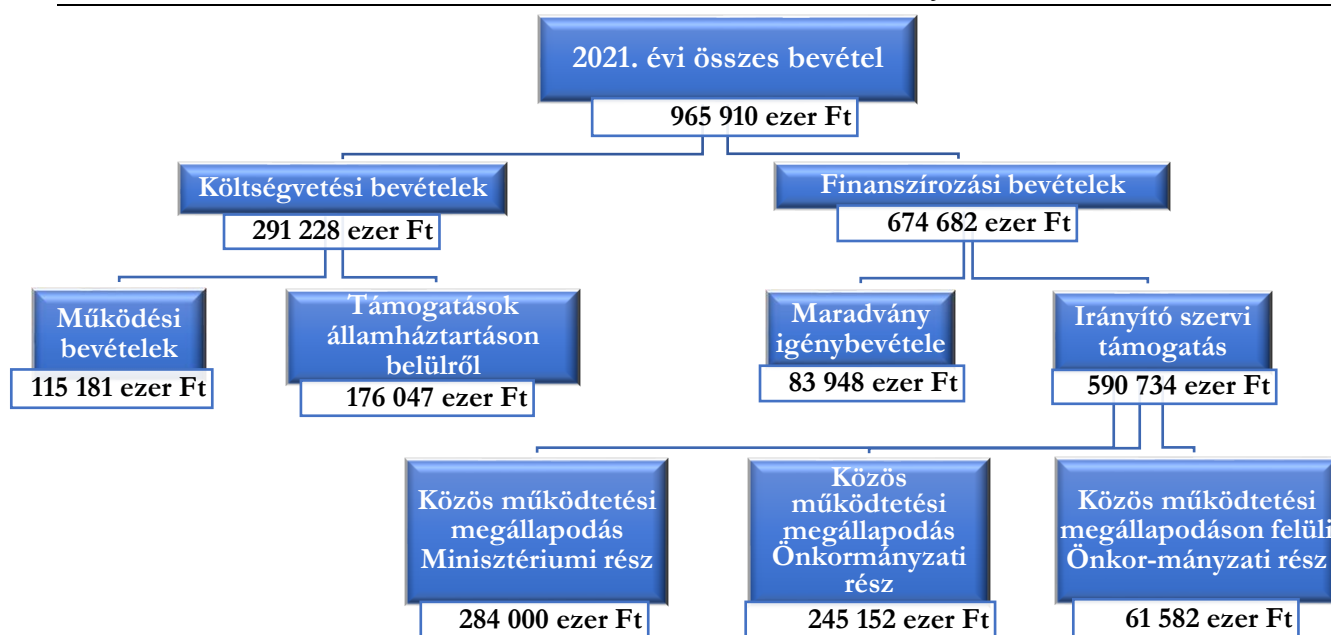 2021. évi összes bevétel
965 910 ezer Ft
Költségvetési bevételek
291 228 ezer Ft
Finanszírozási bevételek
674 682 ezer Ft
Működési
bevételek
115 181 ezer Ft
Támogatások
államháztartáson
belülről
176 047 ezer Ft
Maradvány
igénybevétele
83 948 ezer Ft
Irányító szervi
támogatás
590 734 ezer Ft
Közös működtetési
megállapodás
Minisztériumi rész
284 000 ezer Ft
Közös
működtetési
megállapodás
Önkormányzati
rész
245 152 ezer Ft
Közös működtetési
megállapodáson felüli
Önkor-mányzati rész
61 582 ezer Ft